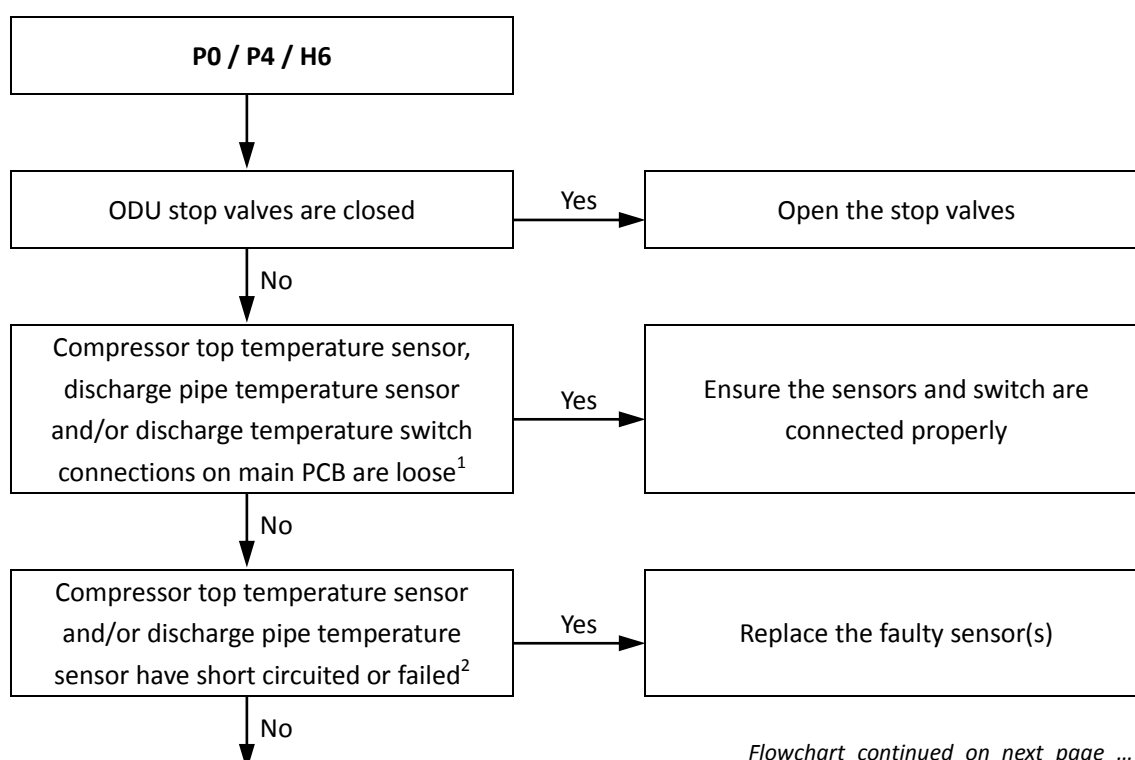 P0 / P4 / H6
ODU stop valves are closed
Yes
Open the stop valves
No
Compressor top temperature sensor,
discharge pipe temperature sensor
and/or discharge temperature switch
connections on main PCB are loose1
Yes
Ensure the sensors and switch are
connected properly
No
Compressor top temperature sensor
and/or discharge pipe temperature
sensor have short circuited or failed2
Yes
Replace the faulty sensor(s)
No
Flowchart continued on next page ...